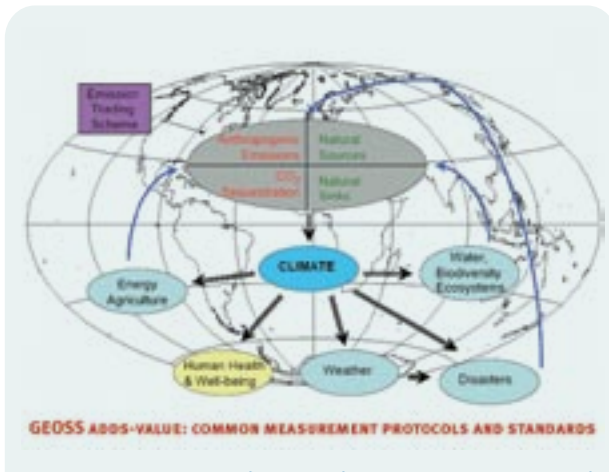 Emission
Trading
Scheme
Anthropogenic
Emissions
Natural
Sources
CO2
Sequestration
Natural
Sinks
CLIMATE
Energy
Agriculture
Water,
Biodiversity
Ecosystems
Human Health
& Well-being
Weather
Disasters
GEOSS ADDS-VALUE: COMMON MEASUREMENT PROTOCOLS AND STANDARDS